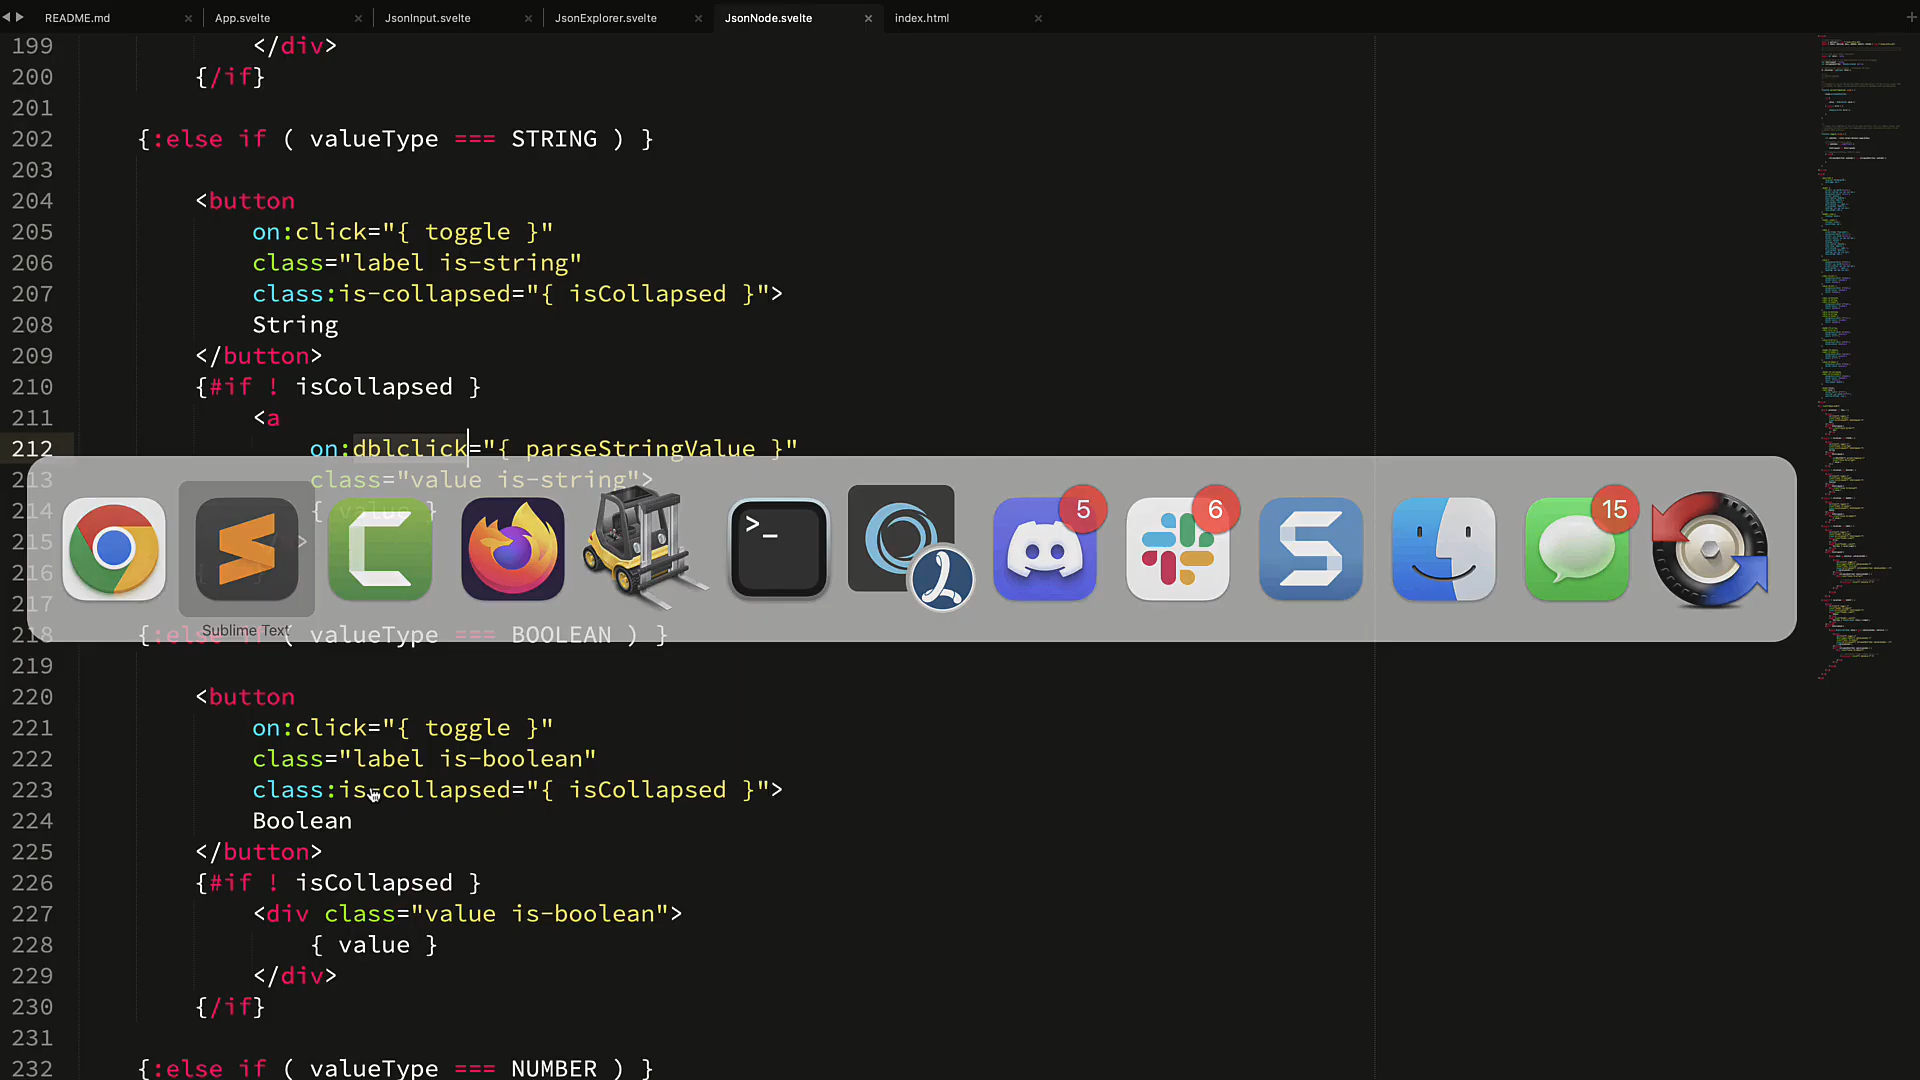 README.md × App.svelte × JsonInput.svelte × JsonExplorer.svelte × JsonNode.svelte × index.html × +
199 </div>
200 {/if}
201
202 {:else if ( valueType === STRING ) }
203
204 <button
205 on:click="{ toggle }"
206 class="label is-string"
207 class:is-collapsed="{ isCollapsed }">
208 String
209 </button>
210 {#if ! isCollapsed }
211 <a
212 on:dblclick="{ parseStringValue }"
213 class="value is-string">
214 { value }
215
216
217
5 6 15
>_
Sublime Text
218 {:else if ( valueType === BOOLEAN ) }
219
220 <button
221 on:click="{ toggle }"
222 class="label is-boolean"
223 class:is-collapsed="{ isCollapsed }">
224 Boolean
225 </button>
226 {#if ! isCollapsed }
227 <div class="value is-boolean">
228 { value }
229 </div>
230 {/if}
231
232 {:else if ( valueType === NUMBER ) }